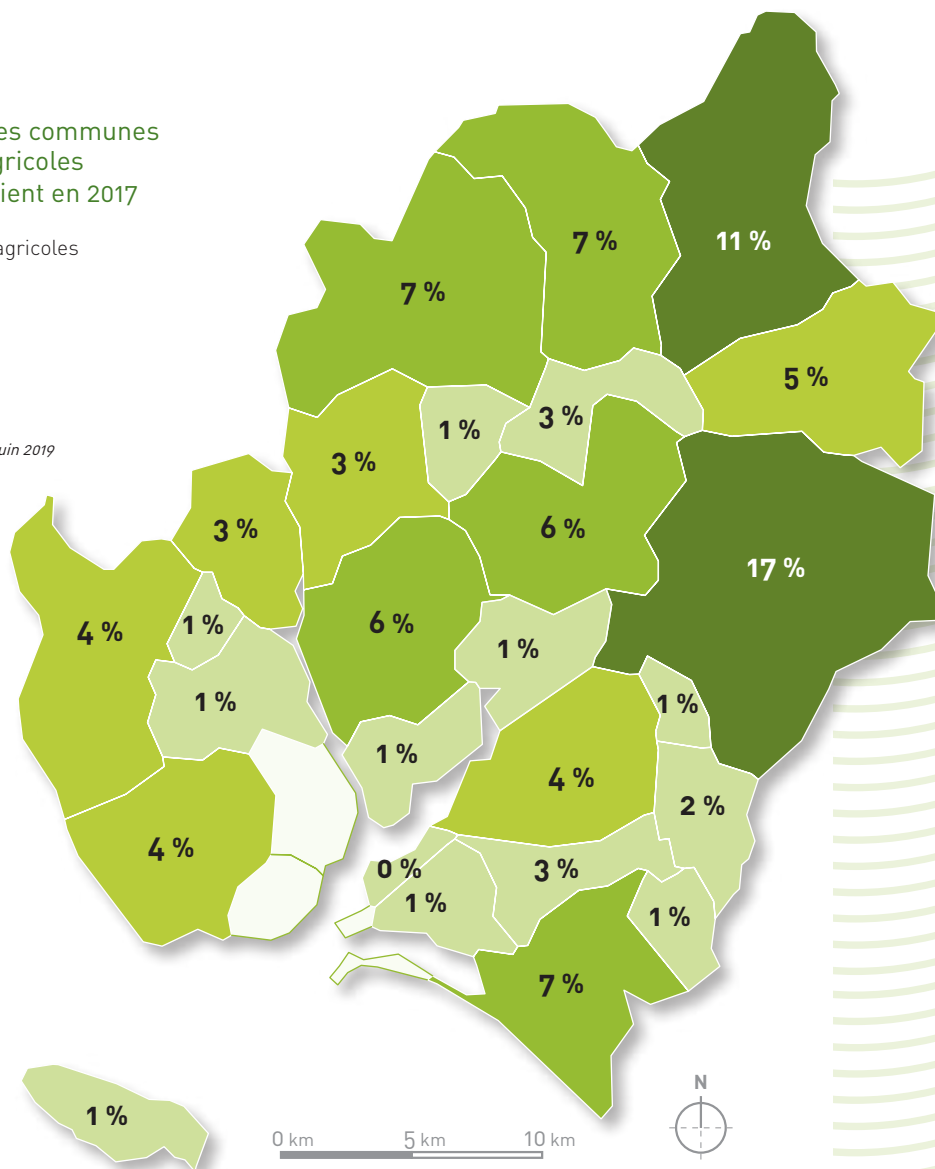 es communes
gricoles
ient en 2017
agricoles
uin 2019
7 %
11 %
7 %
5 %
3 %
1 %
3 %
3 %
6 %
17 %
4 %
1 %
6 %
1 %
1 %
1 %
1 %
4 %
2 %
4 %
0 %
3 %
1 %
1 %
7 %
1 %
N
0 km
5 km
10 km